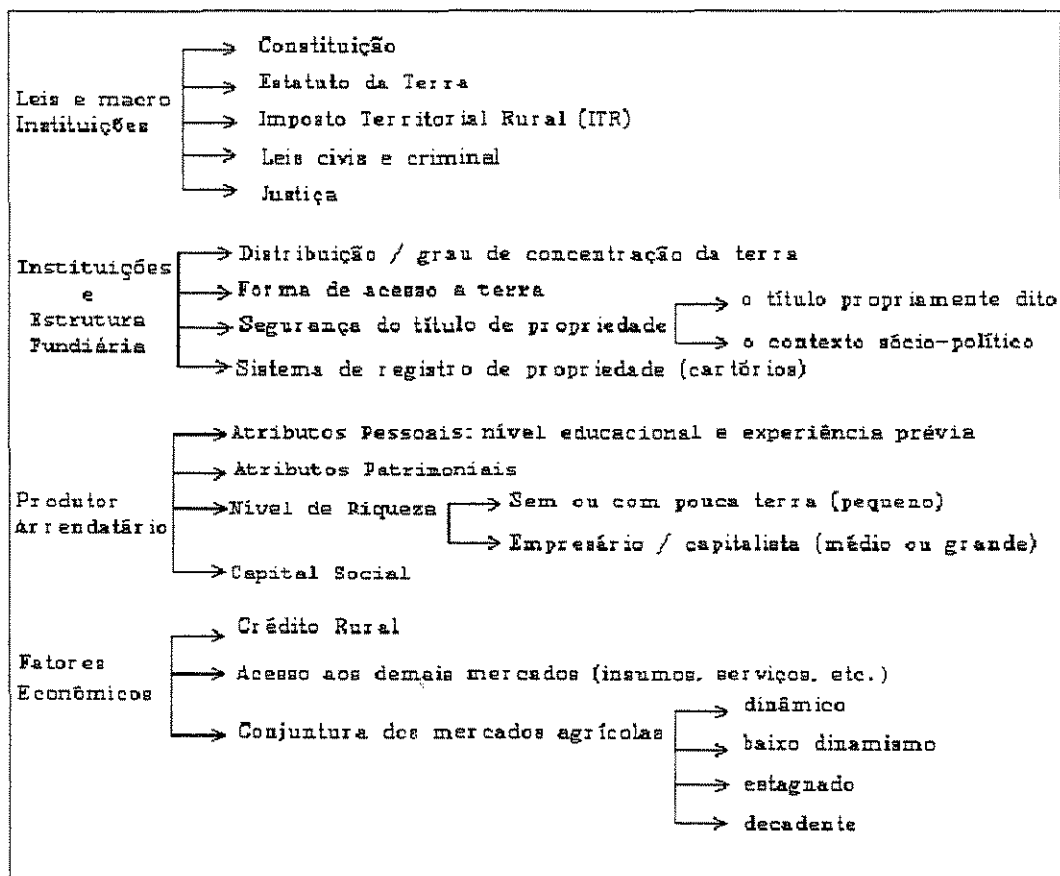 Leis e macro
Instituições
Constituição
Estatuto da Terra
Imposto Territorial Rural (ITR)
Leis civis e criminal
Justiça
Instituições
e
Estrutura
Fundiária
Distribuição / grau de concentração da terra
Forma de acesso a terra
Segurança do título de propriedade
o título propriamente dito
o contexto sócio-político
Sistema de registro de propriedade (cartórios)
Produtor
Arrendatário
Atributos Pessoais: nível educacional e experiência prévia
Atributos Patrimoniais
Nível de Riqueza
Sem ou com pouca terra (pequeno)
Empresário / capitalista (médio ou grande)
Capital Social
Fatores
Econômicos
Crédito Rural
Acesso aos demais mercados (insumos, serviços, etc.)
Conjuntura dos mercados agrícolas
dinâmico
baixo dinamismo
estagnado
decadente